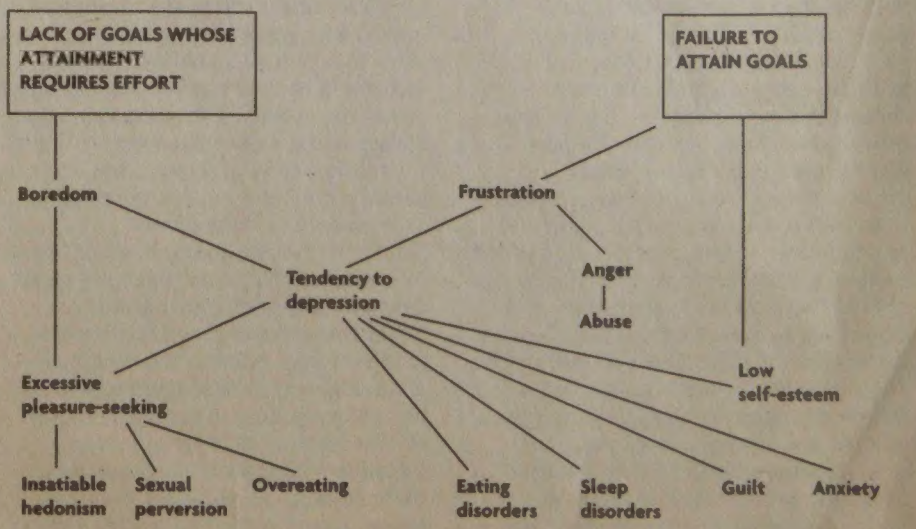 LACK OF GOALS WHOSE
ATTAINMENT
REQUIRES EFFORT
FAILURE TO
ATTAIN GOALS
Boredom
Frustration
Tendency to
depression
Anger
Abuse
Excessive
pleasure-seeking
Low
self-esteem
Insatiable
hedonism
Sexual
perversion
Overeating
Eating
disorders
Sleep
disorders
Guilt
Anxiety